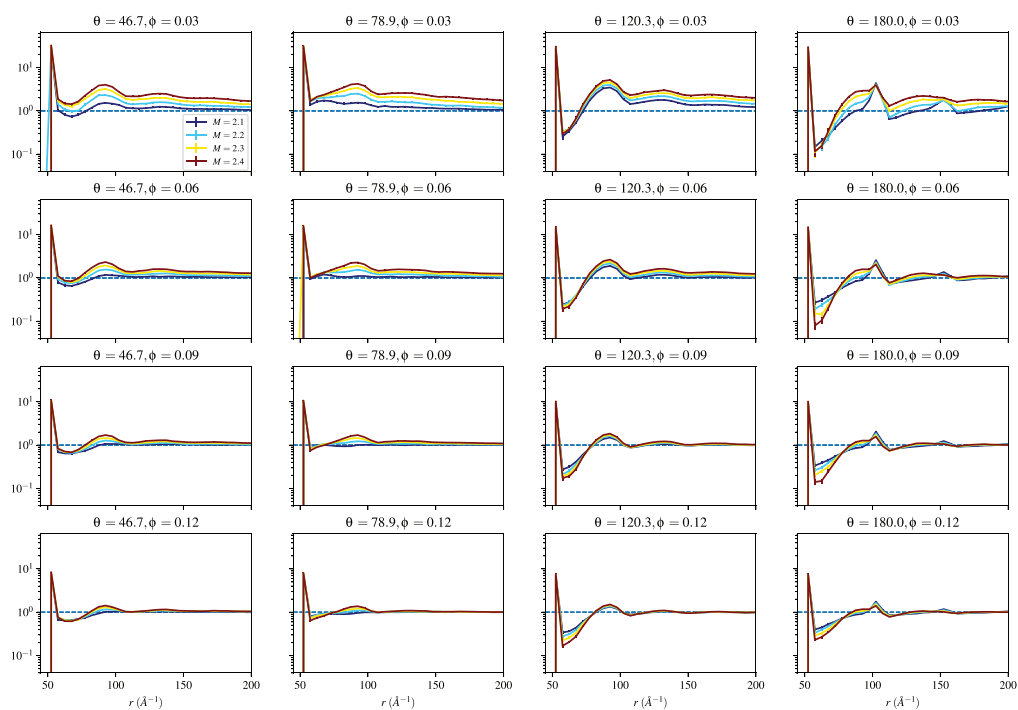 θ = 46.7, ϕ = 0.03
θ = 78.9, ϕ = 0.03
θ = 120.3, ϕ = 0.03
θ = 180.0, ϕ = 0.03
10¹
10⁰
10⁻¹
M = 2.1
M = 2.2
M = 2.3
M = 2.4
θ = 46.7, ϕ = 0.06
θ = 78.9, ϕ = 0.06
θ = 120.3, ϕ = 0.06
θ = 180.0, ϕ = 0.06
10¹
10⁰
10⁻¹
θ = 46.7, ϕ = 0.09
θ = 78.9, ϕ = 0.09
θ = 120.3, ϕ = 0.09
θ = 180.0, ϕ = 0.09
10¹
10⁰
10⁻¹
θ = 46.7, ϕ = 0.12
θ = 78.9, ϕ = 0.12
θ = 120.3, ϕ = 0.12
θ = 180.0, ϕ = 0.12
10¹
10⁰
10⁻¹
50 100 150 200
50 100 150 200
50 100 150 200
50 100 150 200
r (Å⁻¹)
r (Å⁻¹)
r (Å⁻¹)
r (Å⁻¹)